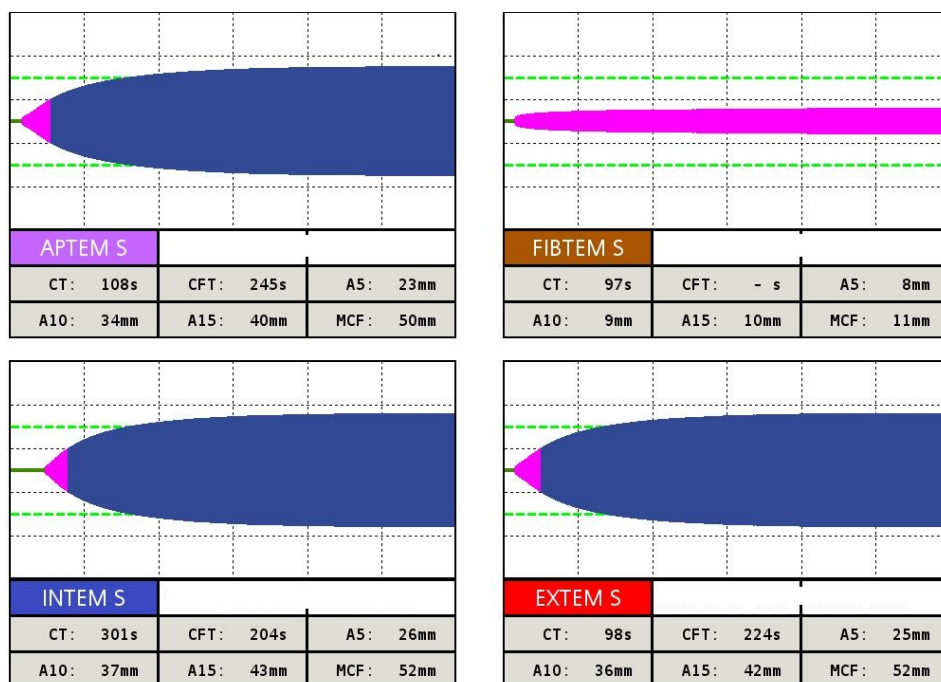 APTEM S
CT: 108s CFT: 245s A5: 23mm
A10: 34mm A15: 40mm MCF: 50mm
FIBTEM S
CT: 97s CFT: - s A5: 8mm
A10: 9mm A15: 10mm MCF: 11mm
INTEM S
CT: 301s CFT: 204s A5: 26mm
A10: 37mm A15: 43mm MCF: 52mm
EXTEM S
CT: 98s CFT: 224s A5: 25mm
A10: 36mm A15: 42mm MCF: 52mm